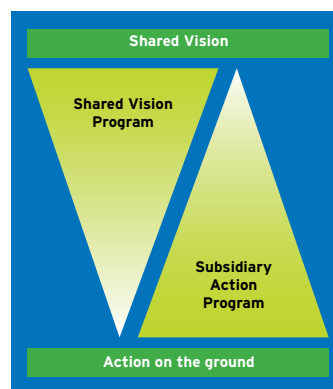 Shared Vision
Shared Vision
Program
Subsidiary
Action
Program
Action on the ground